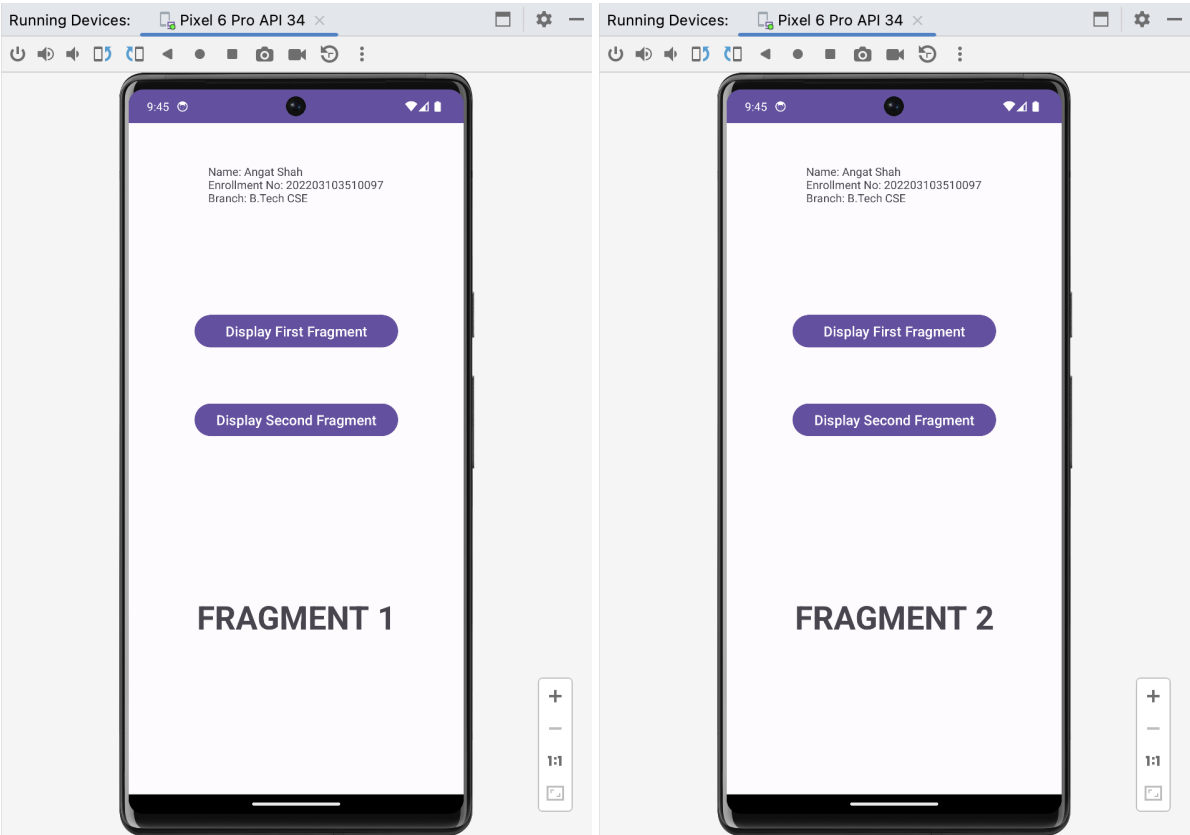 Running Devices: Pixel 6 Pro API 34
9:45
Name: Angat Shah
Enrollment No: 202203103510097
Branch: B.Tech CSE
Display First Fragment
Display Second Fragment
FRAGMENT 1
1:1
Running Devices: Pixel 6 Pro API 34
9:45
Name: Angat Shah
Enrollment No: 202203103510097
Branch: B.Tech CSE
Display First Fragment
Display Second Fragment
FRAGMENT 2
1:1